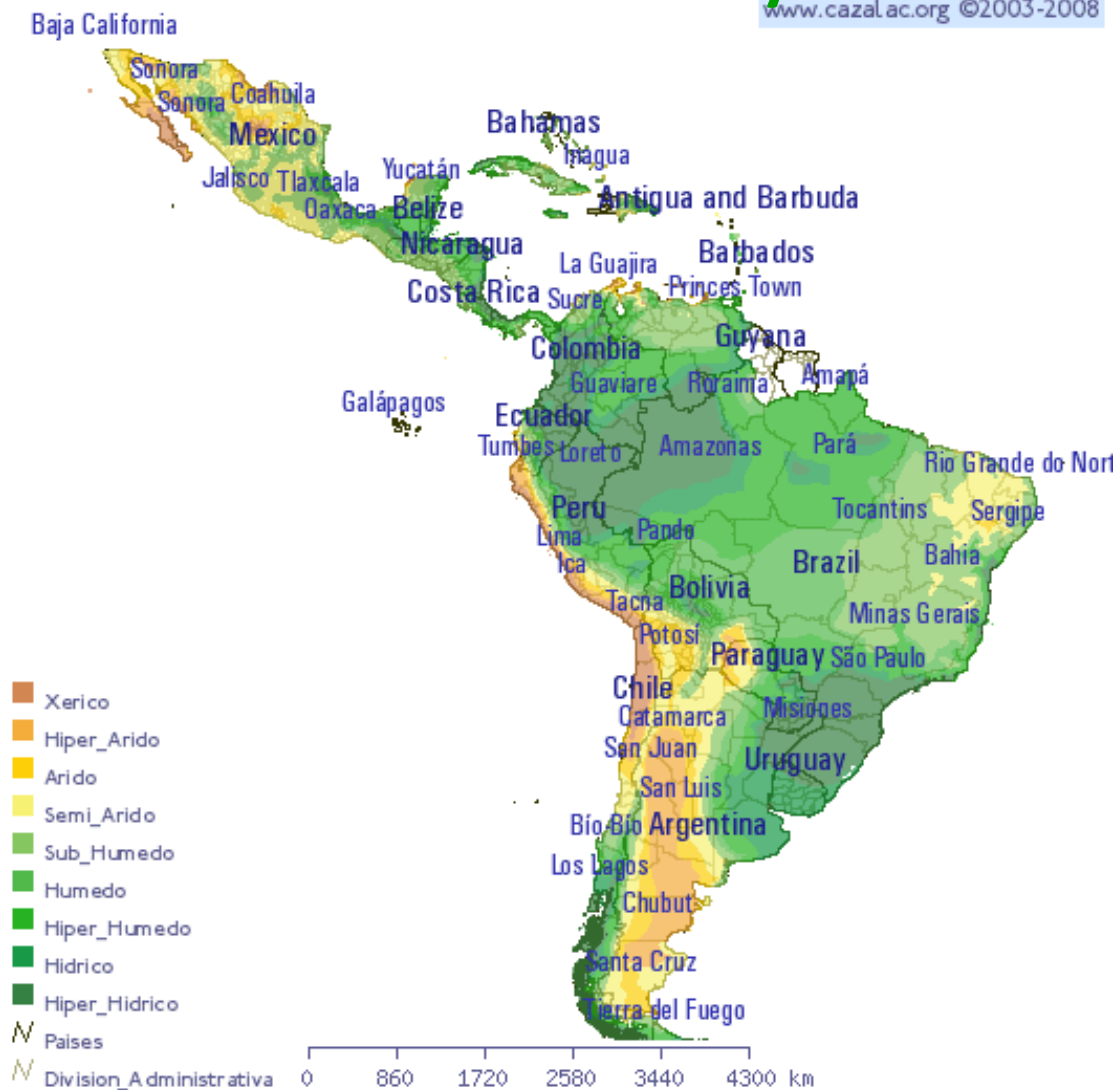 www.cazalac.org ©2003-2008
Baja California
Sonora
Coahuila
Sonora
Mexico
Bahamas
Inagua
Yucatán
Jalisco Tlaxcala
Oaxaca Belize
Antigua and Barbuda
Nicaragua
Barbados
La Guajira
Costa Rica
Sucre
Princes Town
Guyana
Colombia
Guaviare
Roraima
Amapá
Galápagos
Ecuador
Tumbes
Loreto
Amazonas
Pará
Rio Grande do Nort
Peru
Tocantins
Sergipe
Lima
Pando
Ica
Brazil
Bahia
Bolivia
Tacna
Minas Gerais
Potosí
Paraguay
São Paulo
Chile
Catamarca
Misiones
San Juan
Uruguay
San Luis
Bío-Bío
Argentina
Los Lagos
Chubut
Santa Cruz
Tierra del Fuego
Xerico
Hiper_Arido
Arido
Semi_Arido
Sub_Humedo
Humedo
Hiper_Humedo
Hidrico
Hiper_Hidrico
Paises
Division_Administrativa
0 860 1720 2580 3440 4300 km